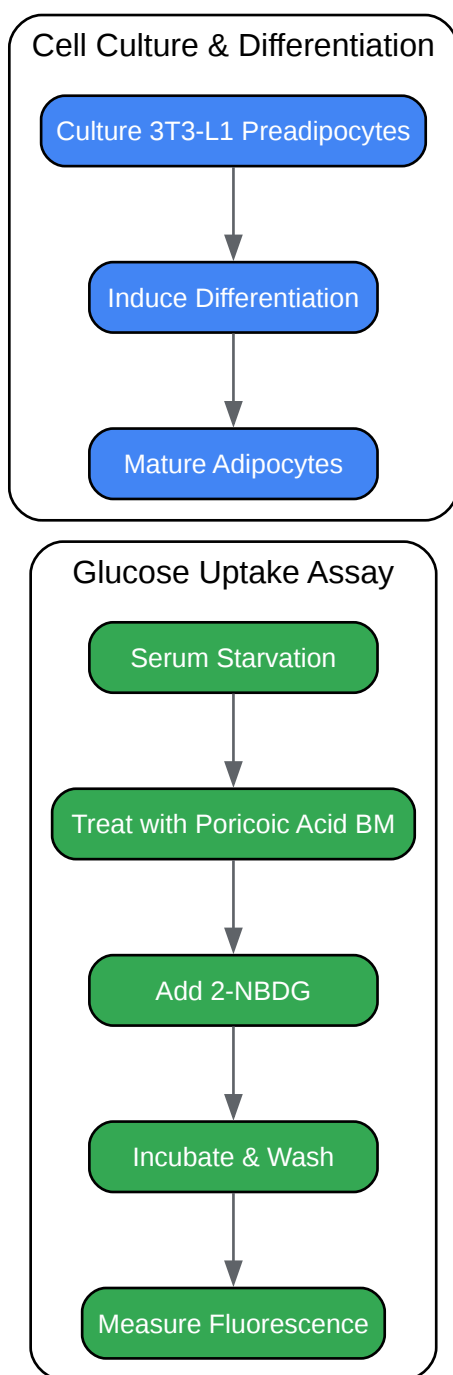 Cell Culture & Differentiation
Culture 3T3-L1 Preadipocytes
Induce Differentiation
Mature Adipocytes
Glucose Uptake Assay
Serum Starvation
Treat with Poricoic Acid BM
Add 2-NBDG
Incubate & Wash
Measure Fluorescence